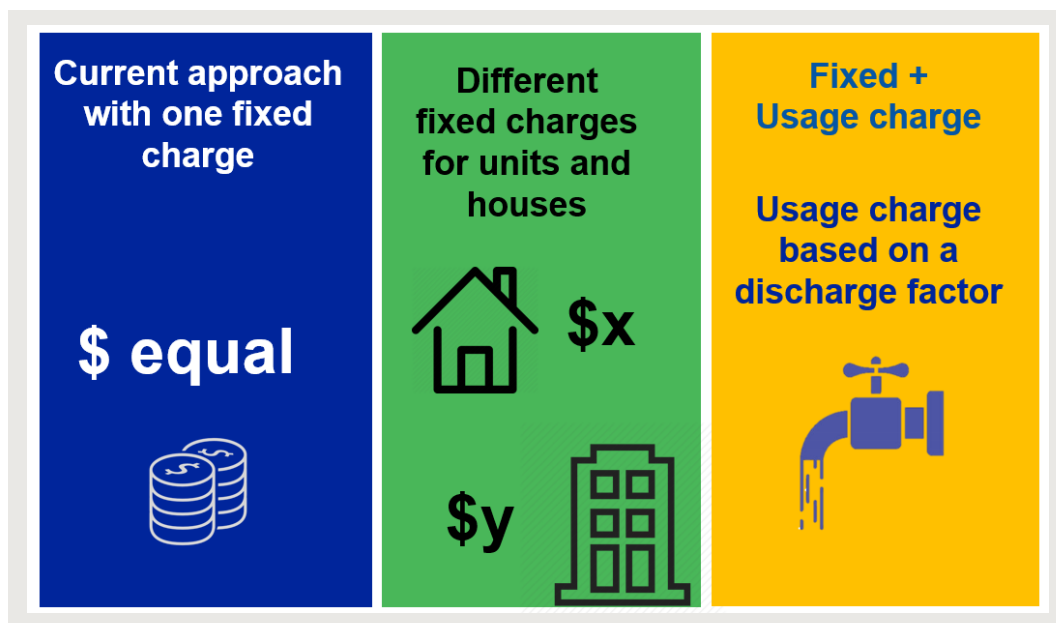 Current approach
with one fixed
charge
$ equal
Different
fixed charges
for units and
houses
$x
$y
Fixed +
Usage charge
Usage charge
based on a
discharge factor